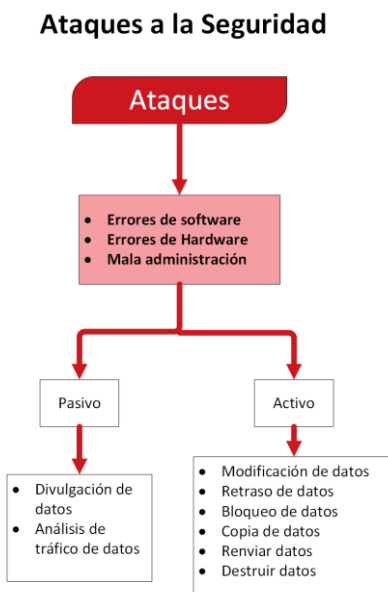 Ataques a la Seguridad
Ataques
• Errores de software
• Errores de Hardware
• Mala administración
Pasivo
Activo
• Divulgación de
datos
• Análisis de
tráfico de datos
• Modificación de datos
• Retraso de datos
• Bloqueo de datos
• Copia de datos
• Renviar datos
• Destruir datos